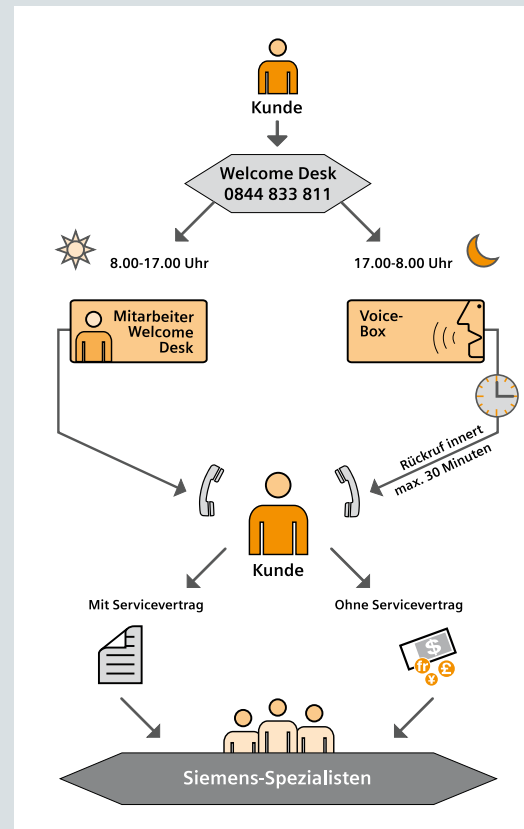 Kunde
Welcome Desk
0844 833 811
8.00-17.00 Uhr
17.00-8.00 Uhr
Mitarbeiter
Welcome
Desk
Voice-
Box
Rückruf innert
max. 30 Minuten
Kunde
Mit Servicevertrag
Ohne Servicevertrag
$
fr
¥
£
Siemens-Spezialisten